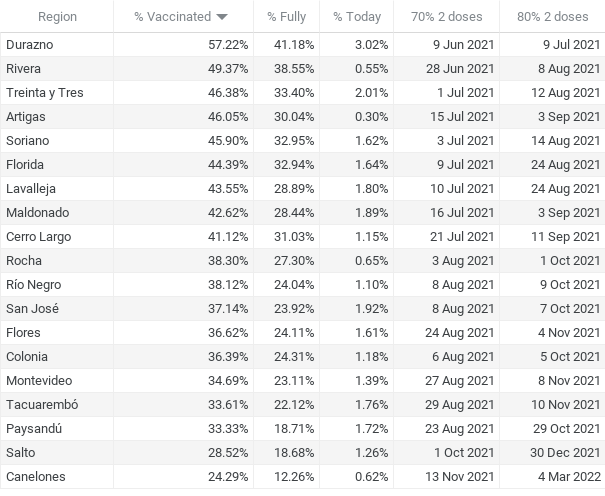 Region % Vaccinated % Fully % Today 70% 2 doses 80% 2 doses
Durazno 57.22% 41.18% 3.02% 9 Jun 2021 9 Jul 2021
Rivera 49.37% 38.55% 0.55% 28 Jun 2021 8 Aug 2021
Treinta y Tres 46.38% 33.40% 2.01% 1 Jul 2021 12 Aug 2021
Artigas 46.05% 30.04% 0.30% 15 Jul 2021 3 Sep 2021
Soriano 45.90% 32.95% 1.62% 3 Jul 2021 14 Aug 2021
Florida 44.39% 32.94% 1.64% 9 Jul 2021 24 Aug 2021
Lavalleja 43.55% 28.89% 1.80% 10 Jul 2021 24 Aug 2021
Maldonado 42.62% 28.44% 1.89% 16 Jul 2021 3 Sep 2021
Cerro Largo 41.12% 31.03% 1.15% 21 Jul 2021 11 Sep 2021
Rocha 38.30% 27.30% 0.65% 3 Aug 2021 1 Oct 2021
Río Negro 38.12% 24.04% 1.10% 8 Aug 2021 9 Oct 2021
San José 37.14% 23.92% 1.92% 8 Aug 2021 7 Oct 2021
Flores 36.62% 24.11% 1.61% 24 Aug 2021 4 Nov 2021
Colonia 36.39% 24.31% 1.18% 6 Aug 2021 5 Oct 2021
Montevideo 34.69% 23.11% 1.39% 27 Aug 2021 8 Nov 2021
Tacuarembó 33.61% 22.12% 1.76% 29 Aug 2021 10 Nov 2021
Paysandú 33.33% 18.71% 1.72% 23 Aug 2021 29 Oct 2021
Salto 28.52% 18.68% 1.26% 1 Oct 2021 30 Dec 2021
Canelones 24.29% 12.26% 0.62% 13 Nov 2021 4 Mar 2022